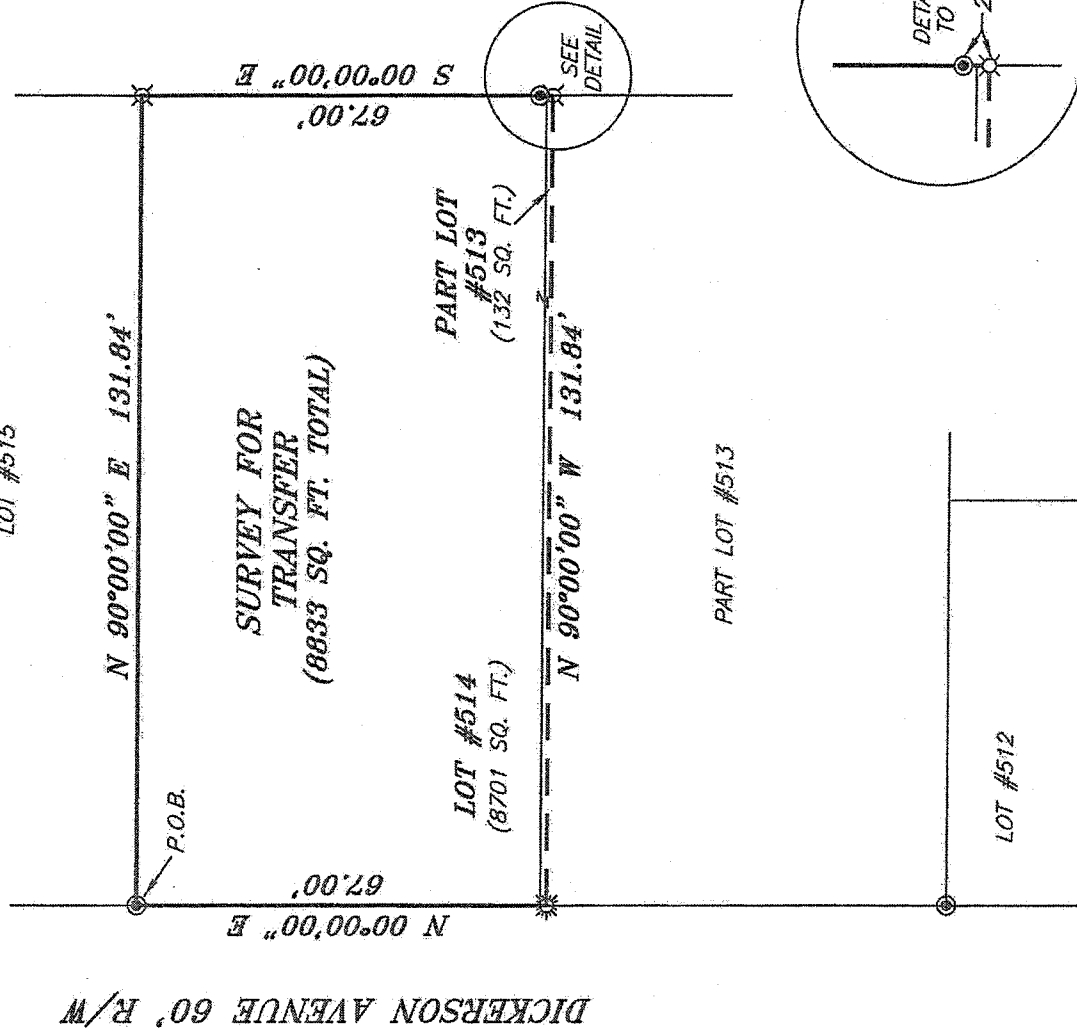 LOT #515
N 90°00'00" E 131.84'
S 00°00'00" E
67.00'
SEE
DETAIL
SURVEY FOR
TRANSFER
(8833 SQ. FT. TOTAL)
PART LOT
#513
(132 SQ. FT.)
P.O.B.
LOT #514
(8701 SQ. FT.)
N 90°00'00" W 131.84'
67.00'
N 00°00'00" E
DICKERSON AVENUE 60' R/W
PART LOT #513
LOT #512
TO